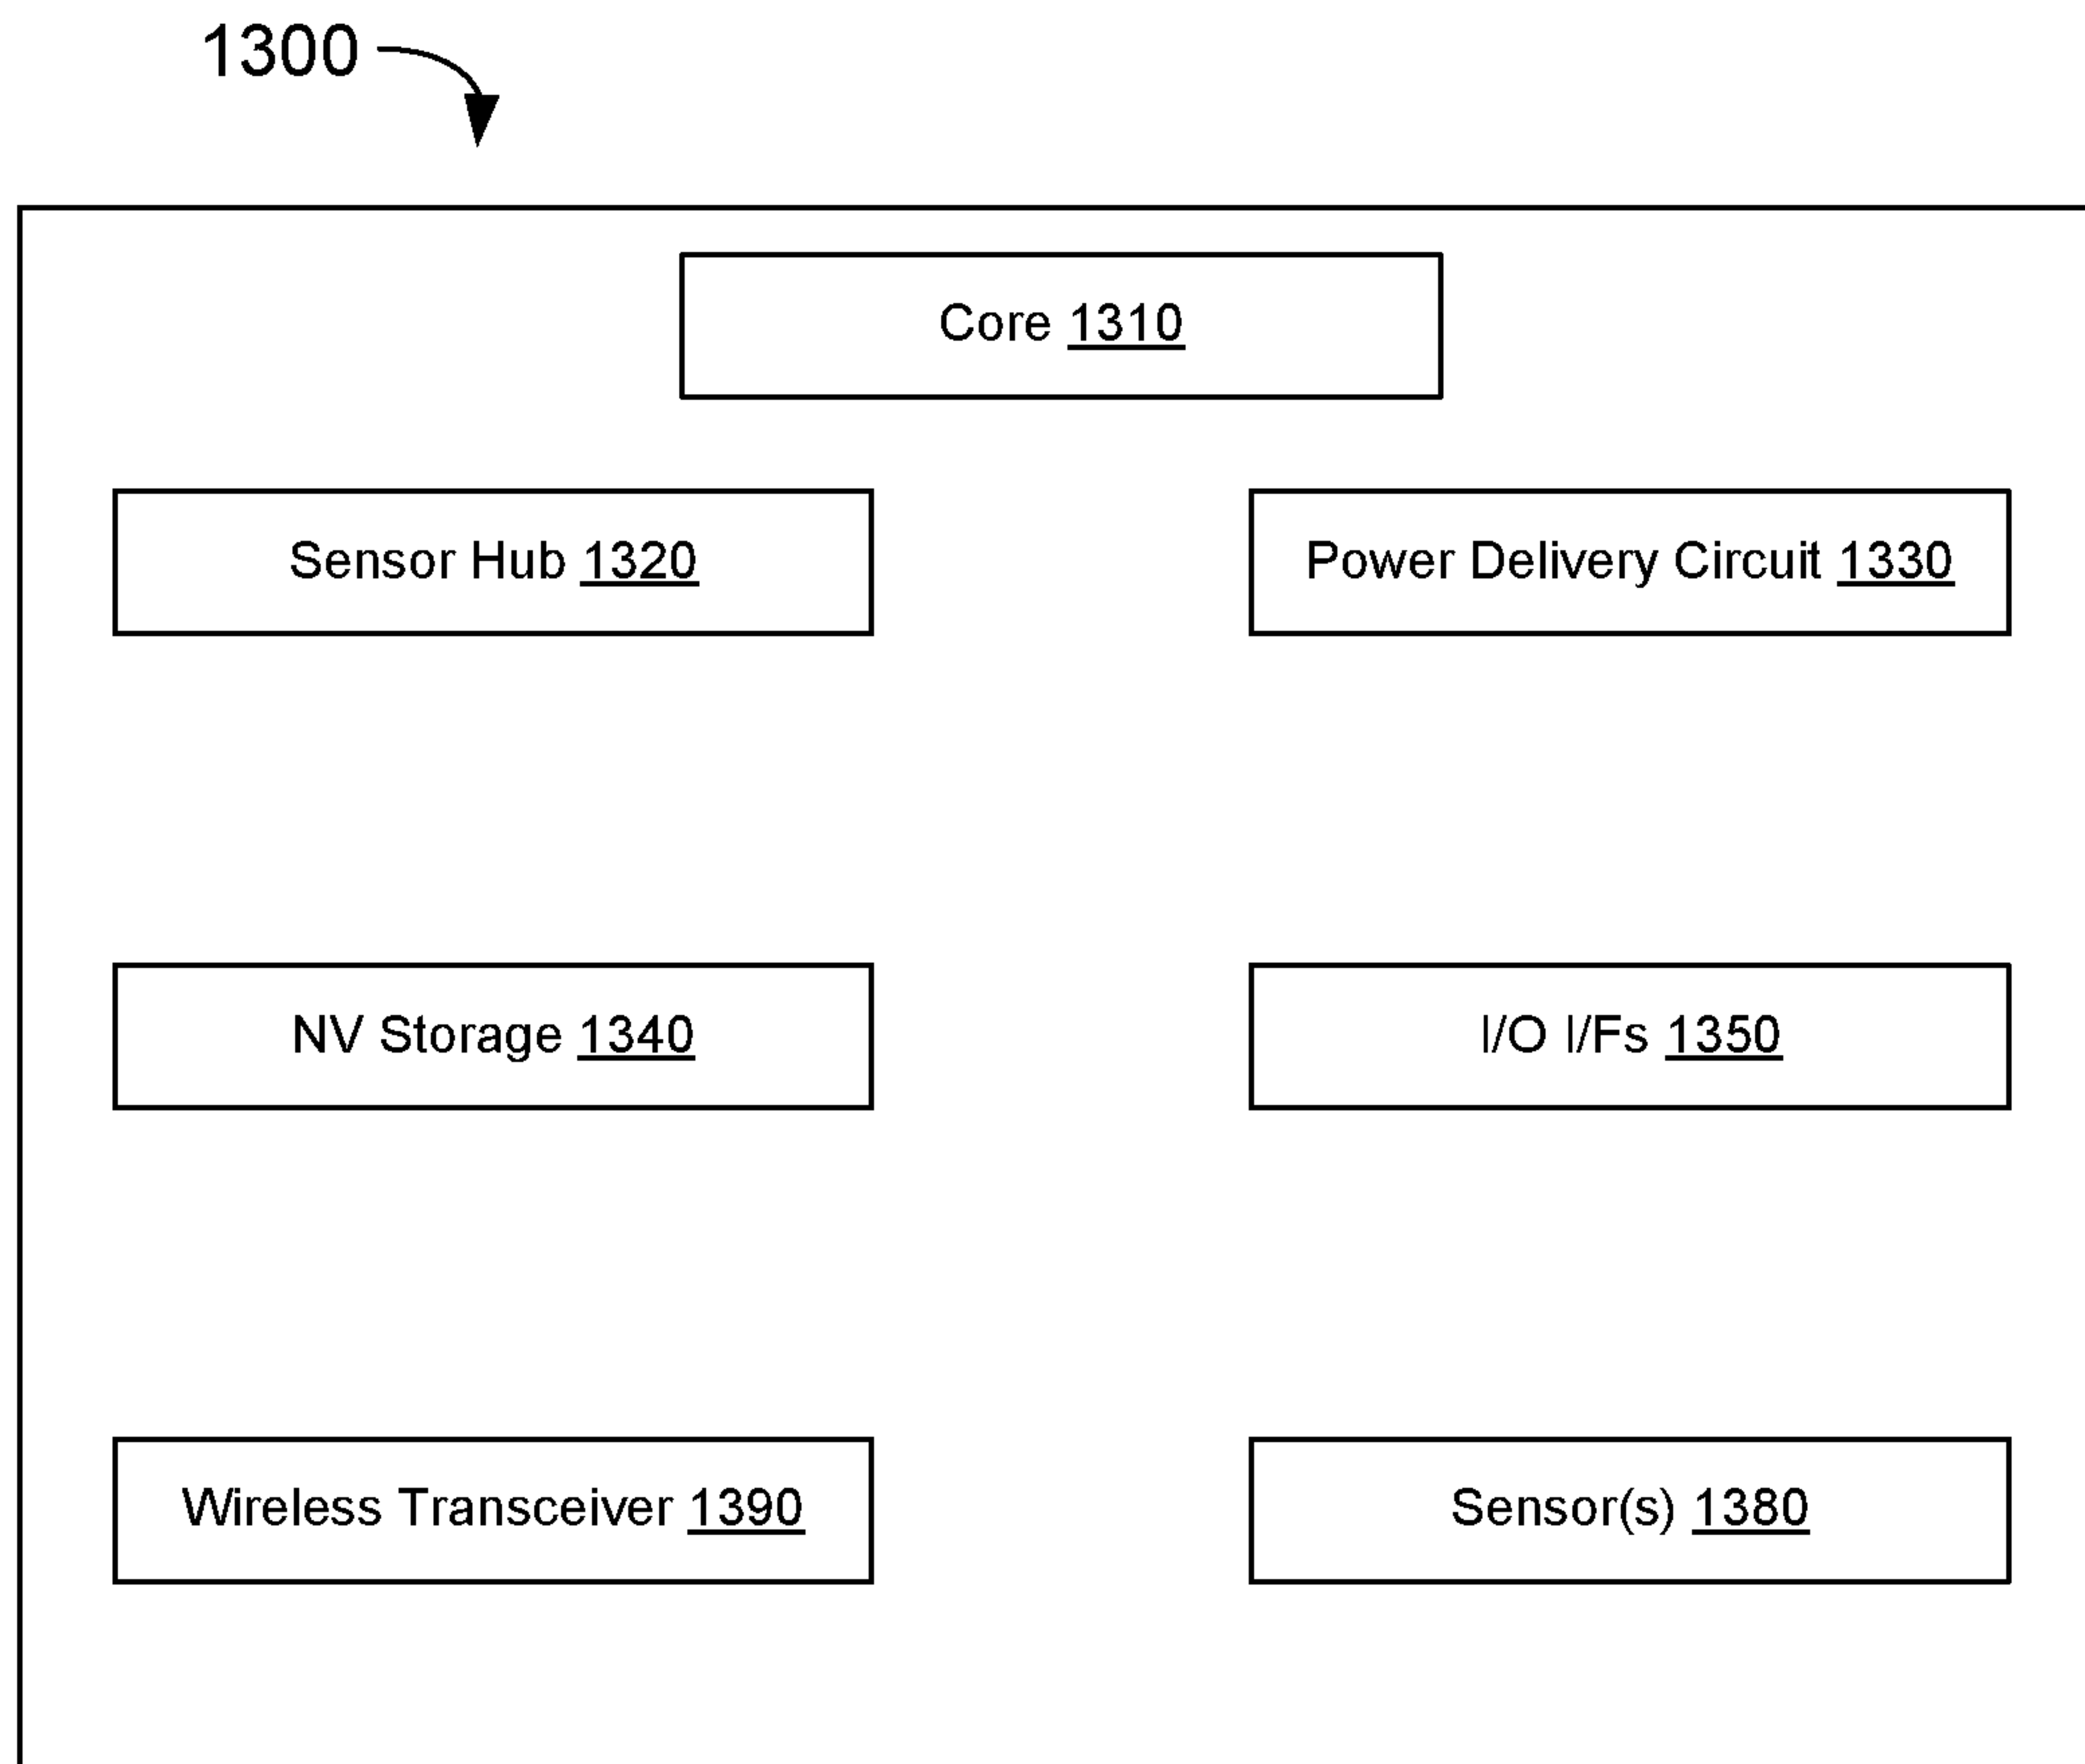 1300
Core 1310
Sensor Hub 1320
Power Delivery Circuit 1330
NV Storage 1340
I/O I/Fs 1350
Wireless Transceiver 1390
Sensor(s) 1380